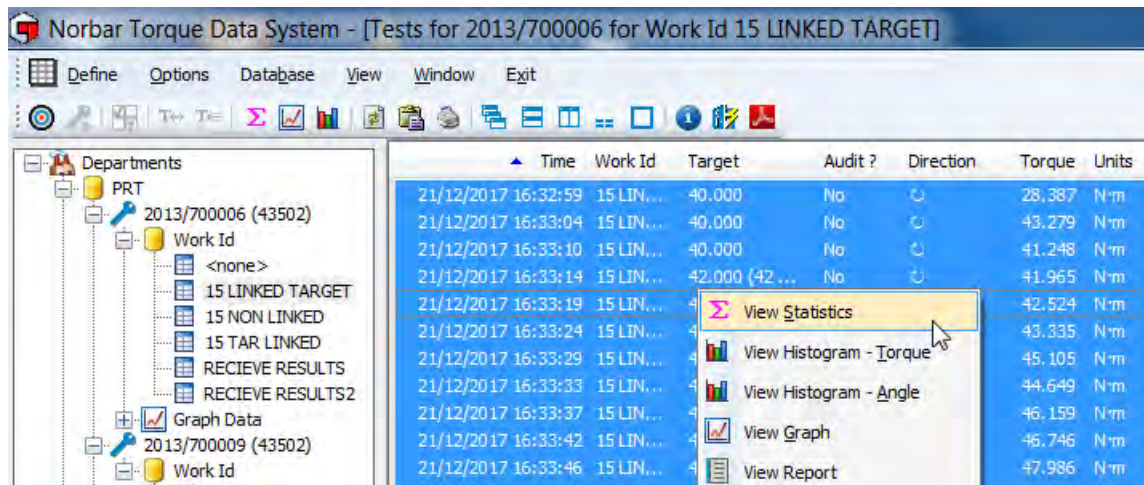 Norbar Torque Data System - [Tests for 2013/700006 for Work Id 15 LINKED TARGET]
Define Options Database View Window Exit
Departments
PRT
2013/700006 (43502)
Work Id
<none>
15 LINKED TARGET
15 NON LINKED
15 TAR LINKED
RECIEVE RESULTS
RECIEVE RESULTS2
Graph Data
2013/700009 (43502)
Work Id
Time Work Id Target Audit ? Direction Torque Units
21/12/2017 16:32:59 15 LIN... 40.000 No 28.387 N·m
21/12/2017 16:33:04 15 LIN... 40.000 No 43.279 N·m
21/12/2017 16:33:10 15 LIN... 40.000 No 41.248 N·m
21/12/2017 16:33:14 15 LIN... 42.000 (42 ... No 41.965 N·m
21/12/2017 16:33:19 15 LIN... 4 42.524 N·m
21/12/2017 16:33:24 15 LIN... 4 43.335 N·m
21/12/2017 16:33:29 15 LIN... 4 45.105 N·m
21/12/2017 16:33:33 15 LIN... 4 44.649 N·m
21/12/2017 16:33:37 15 LIN... 4 46.159 N·m
21/12/2017 16:33:42 15 LIN... 4 46.746 N·m
21/12/2017 16:33:46 15 LIN... 4 47.986 N·m
View Statistics
View Histogram - Torque
View Histogram - Angle
View Graph
View Report